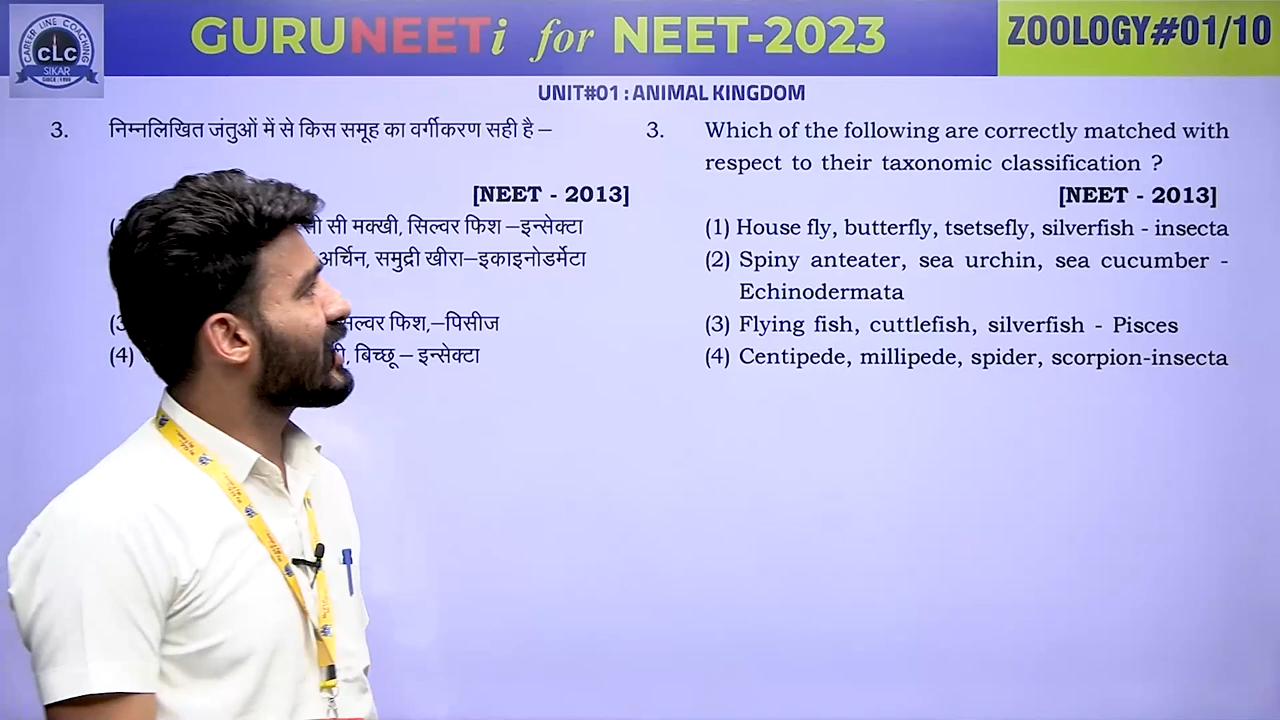 CAREER LINE COACHING
CLC
SIKAR
SINCE : 1996
GURUNEETi for NEET-2023
ZOOLOGY#01/10
UNIT#01 : ANIMAL KINGDOM
3. निम्नलिखित जंतुओं में से किस समूह का वर्गीकरण सही है –
[NEET - 2013]
सी मक्खी, सिल्वर फिश –इन्सेक्टा
अर्चिन, समुद्री खीरा–इकाइनोडर्मेटा
सिल्वर फिश,–पिसीज
(4)
बिच्छू – इन्सेक्टा
3. Which of the following are correctly matched with
respect to their taxonomic classification ?
[NEET - 2013]
(1) House fly, butterfly, tsetsefly, silverfish - insecta
(2) Spiny anteater, sea urchin, sea cucumber -
Echinodermata
(3) Flying fish, cuttlefish, silverfish - Pisces
(4) Centipede, millipede, spider, scorpion-insecta